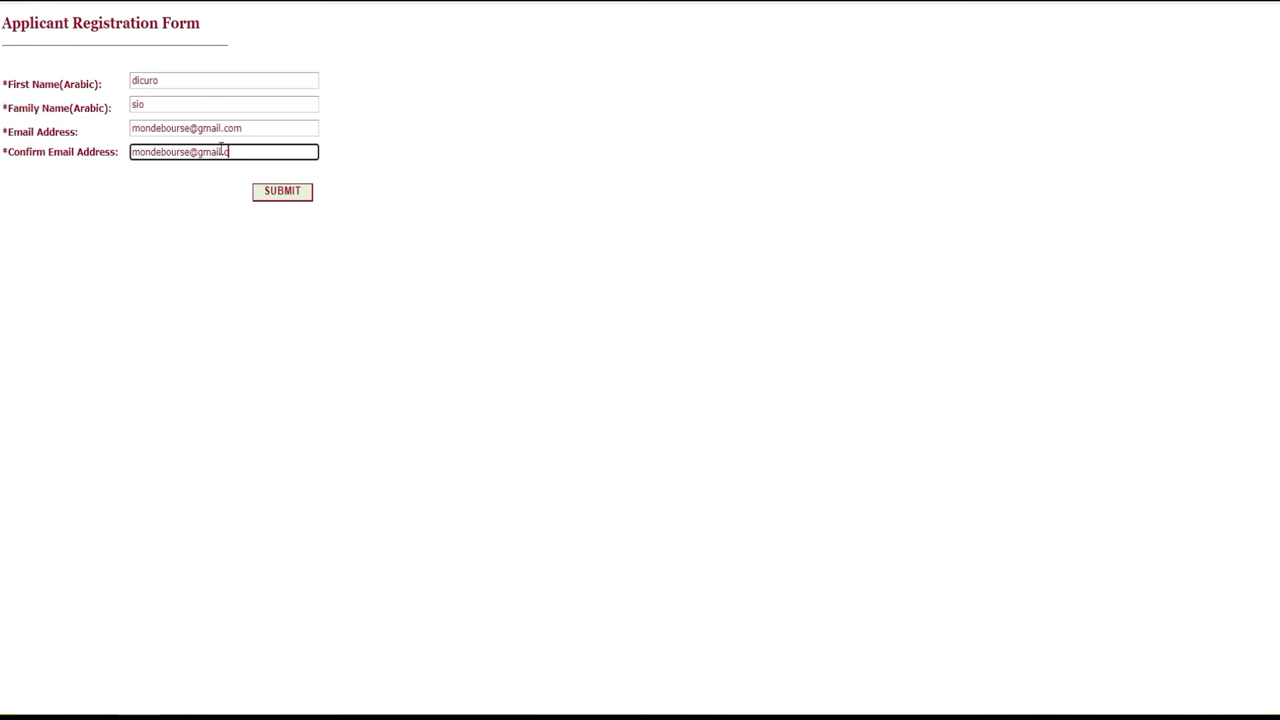 Applicant Registration Form
*First Name(Arabic): dicuro
*Family Name(Arabic): sio
*Email Address: mondebourse@gmail.com
*Confirm Email Address: mondebourse@gmail.c
SUBMIT